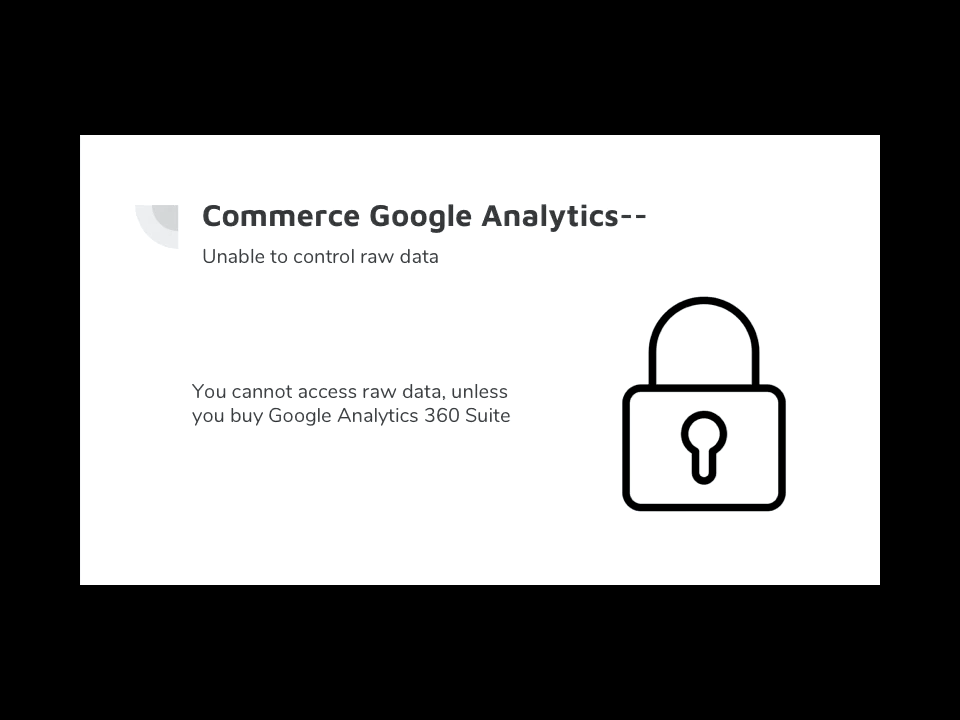 Commerce Google Analytics--
Unable to control raw data
You cannot access raw data, unless
you buy Google Analytics 360 Suite